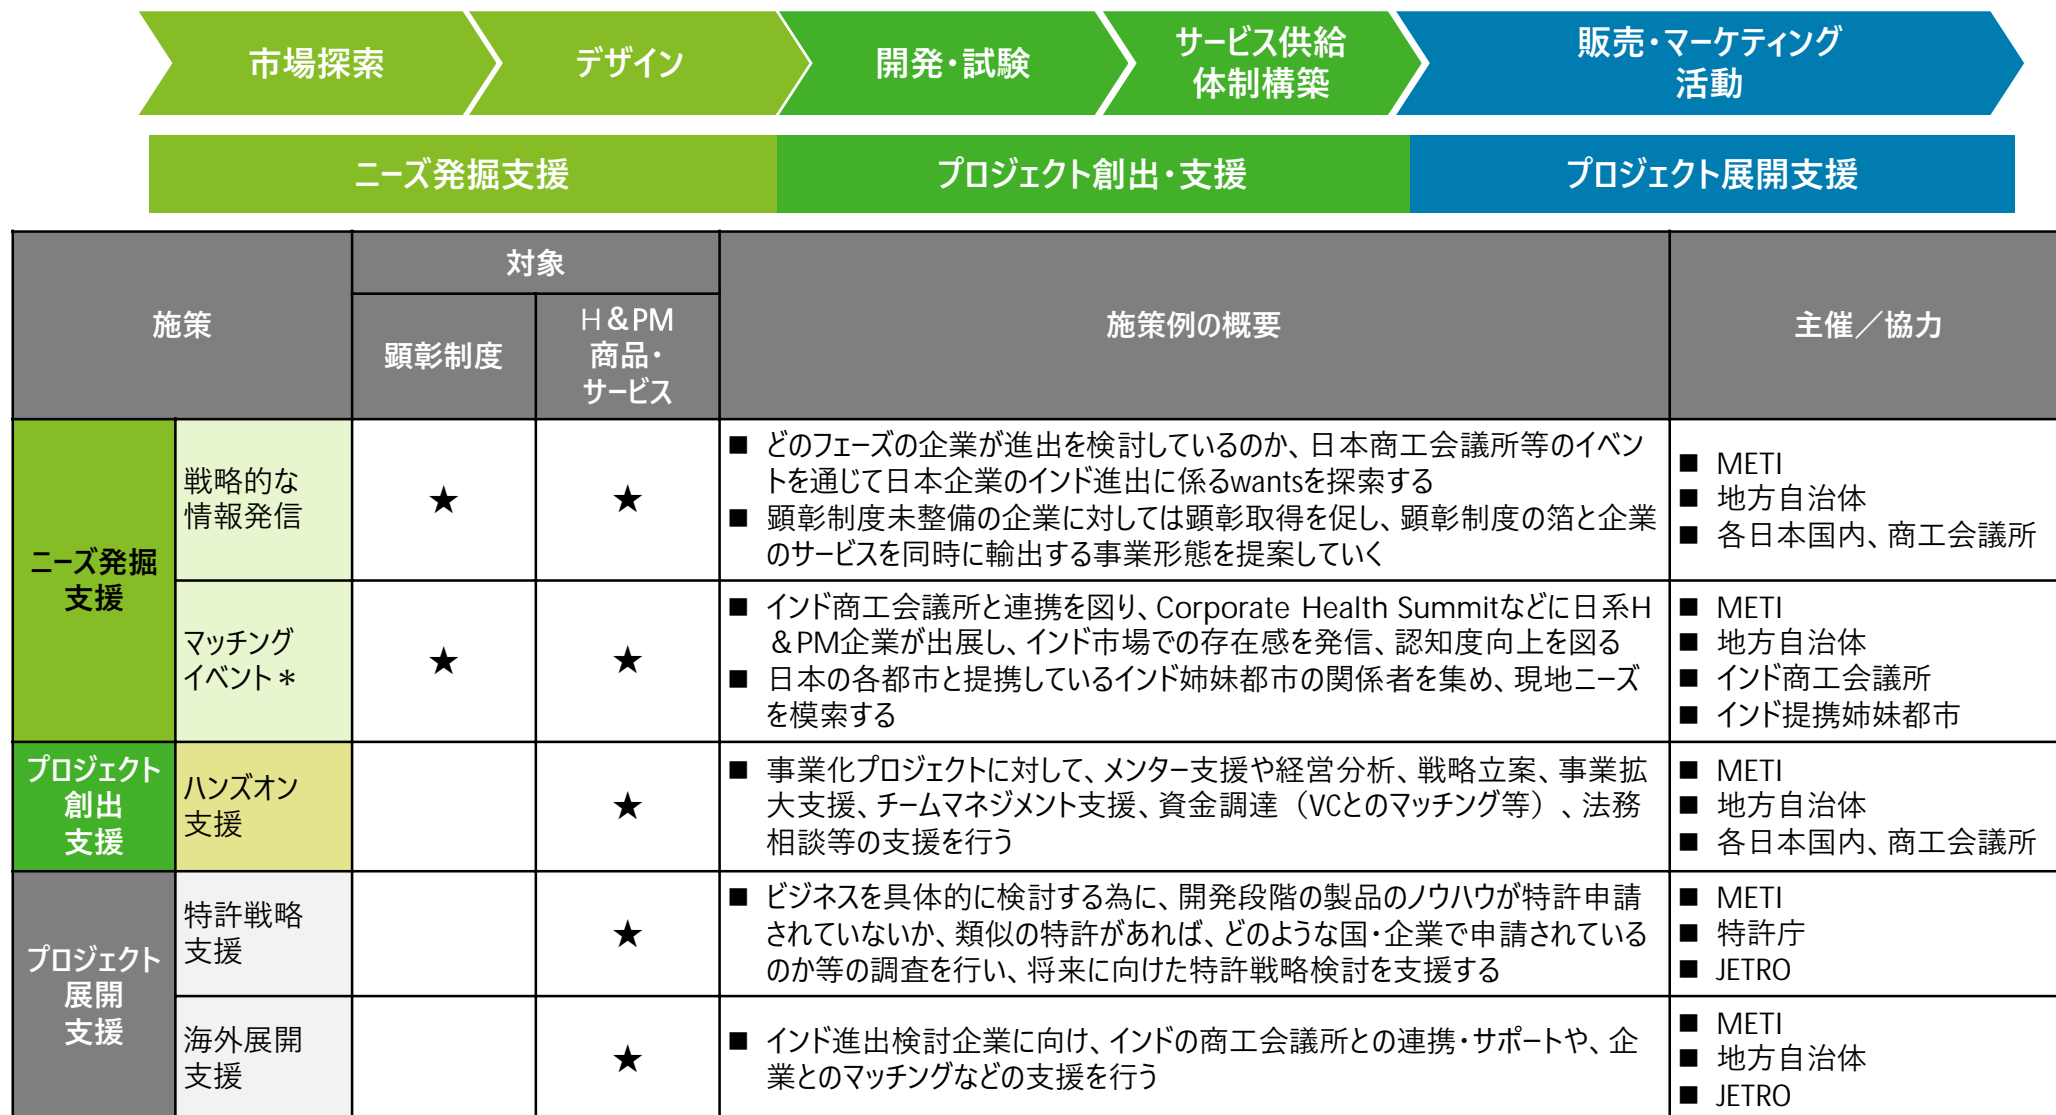 市場探索
デザイン
開発・試験
サービス供給
体制構築
販売・マーケティング
活動
ニーズ発掘支援
プロジェクト創出・支援
プロジェクト展開支援
施策
対象
顕彰制度
H&PM
商品・
サービス
施策例の概要
主催／協力
ニーズ発掘
支援
戦略的な
情報発信
★
★
■ どのフェーズの企業が進出を検討しているのか、日本商工会議所等のイベン
トを通じて日本企業のインド進出に係るwantsを探索する
■ 顕彰制度未整備の企業に対しては顕彰取得を促し、顕彰制度の箔と企業
のサービスを同時に輸出する事業形態を提案していく
■ METI
■ 地方自治体
■ 各日本国内、商工会議所
マッチング
イベント＊
★
★
■ インド商工会議所と連携を図り、Corporate Health Summitなどに日系H
＆PM企業が出展し、インド市場での存在感を発信、認知度向上を図る
■ 日本の各都市と提携しているインド姉妹都市の関係者を集め、現地ニーズ
を模索する
■ METI
■ 地方自治体
■ インド商工会議所
■ インド提携姉妹都市
プロジェクト
創出
支援
ハンズオン
支援
★
■ 事業化プロジェクトに対して、メンター支援や経営分析、戦略立案、事業拡
大支援、チームマネジメント支援、資金調達（VCとのマッチング等）、法務
相談等の支援を行う
■ METI
■ 地方自治体
■ 各日本国内、商工会議所
プロジェクト
展開
支援
特許戦略
支援
★
■ ビジネスを具体的に検討する為に、開発段階の製品のノウハウが特許申請
されていないか、類似の特許があれば、どのような国・企業で申請されている
のか等の調査を行い、将来に向けた特許戦略検討を支援する
■ METI
■ 特許庁
■ JETRO
海外展開
支援
★
■ インド進出検討企業に向け、インドの商工会議所との連携・サポートや、企
業とのマッチングなどの支援を行う
■ METI
■ 地方自治体
■ JETRO